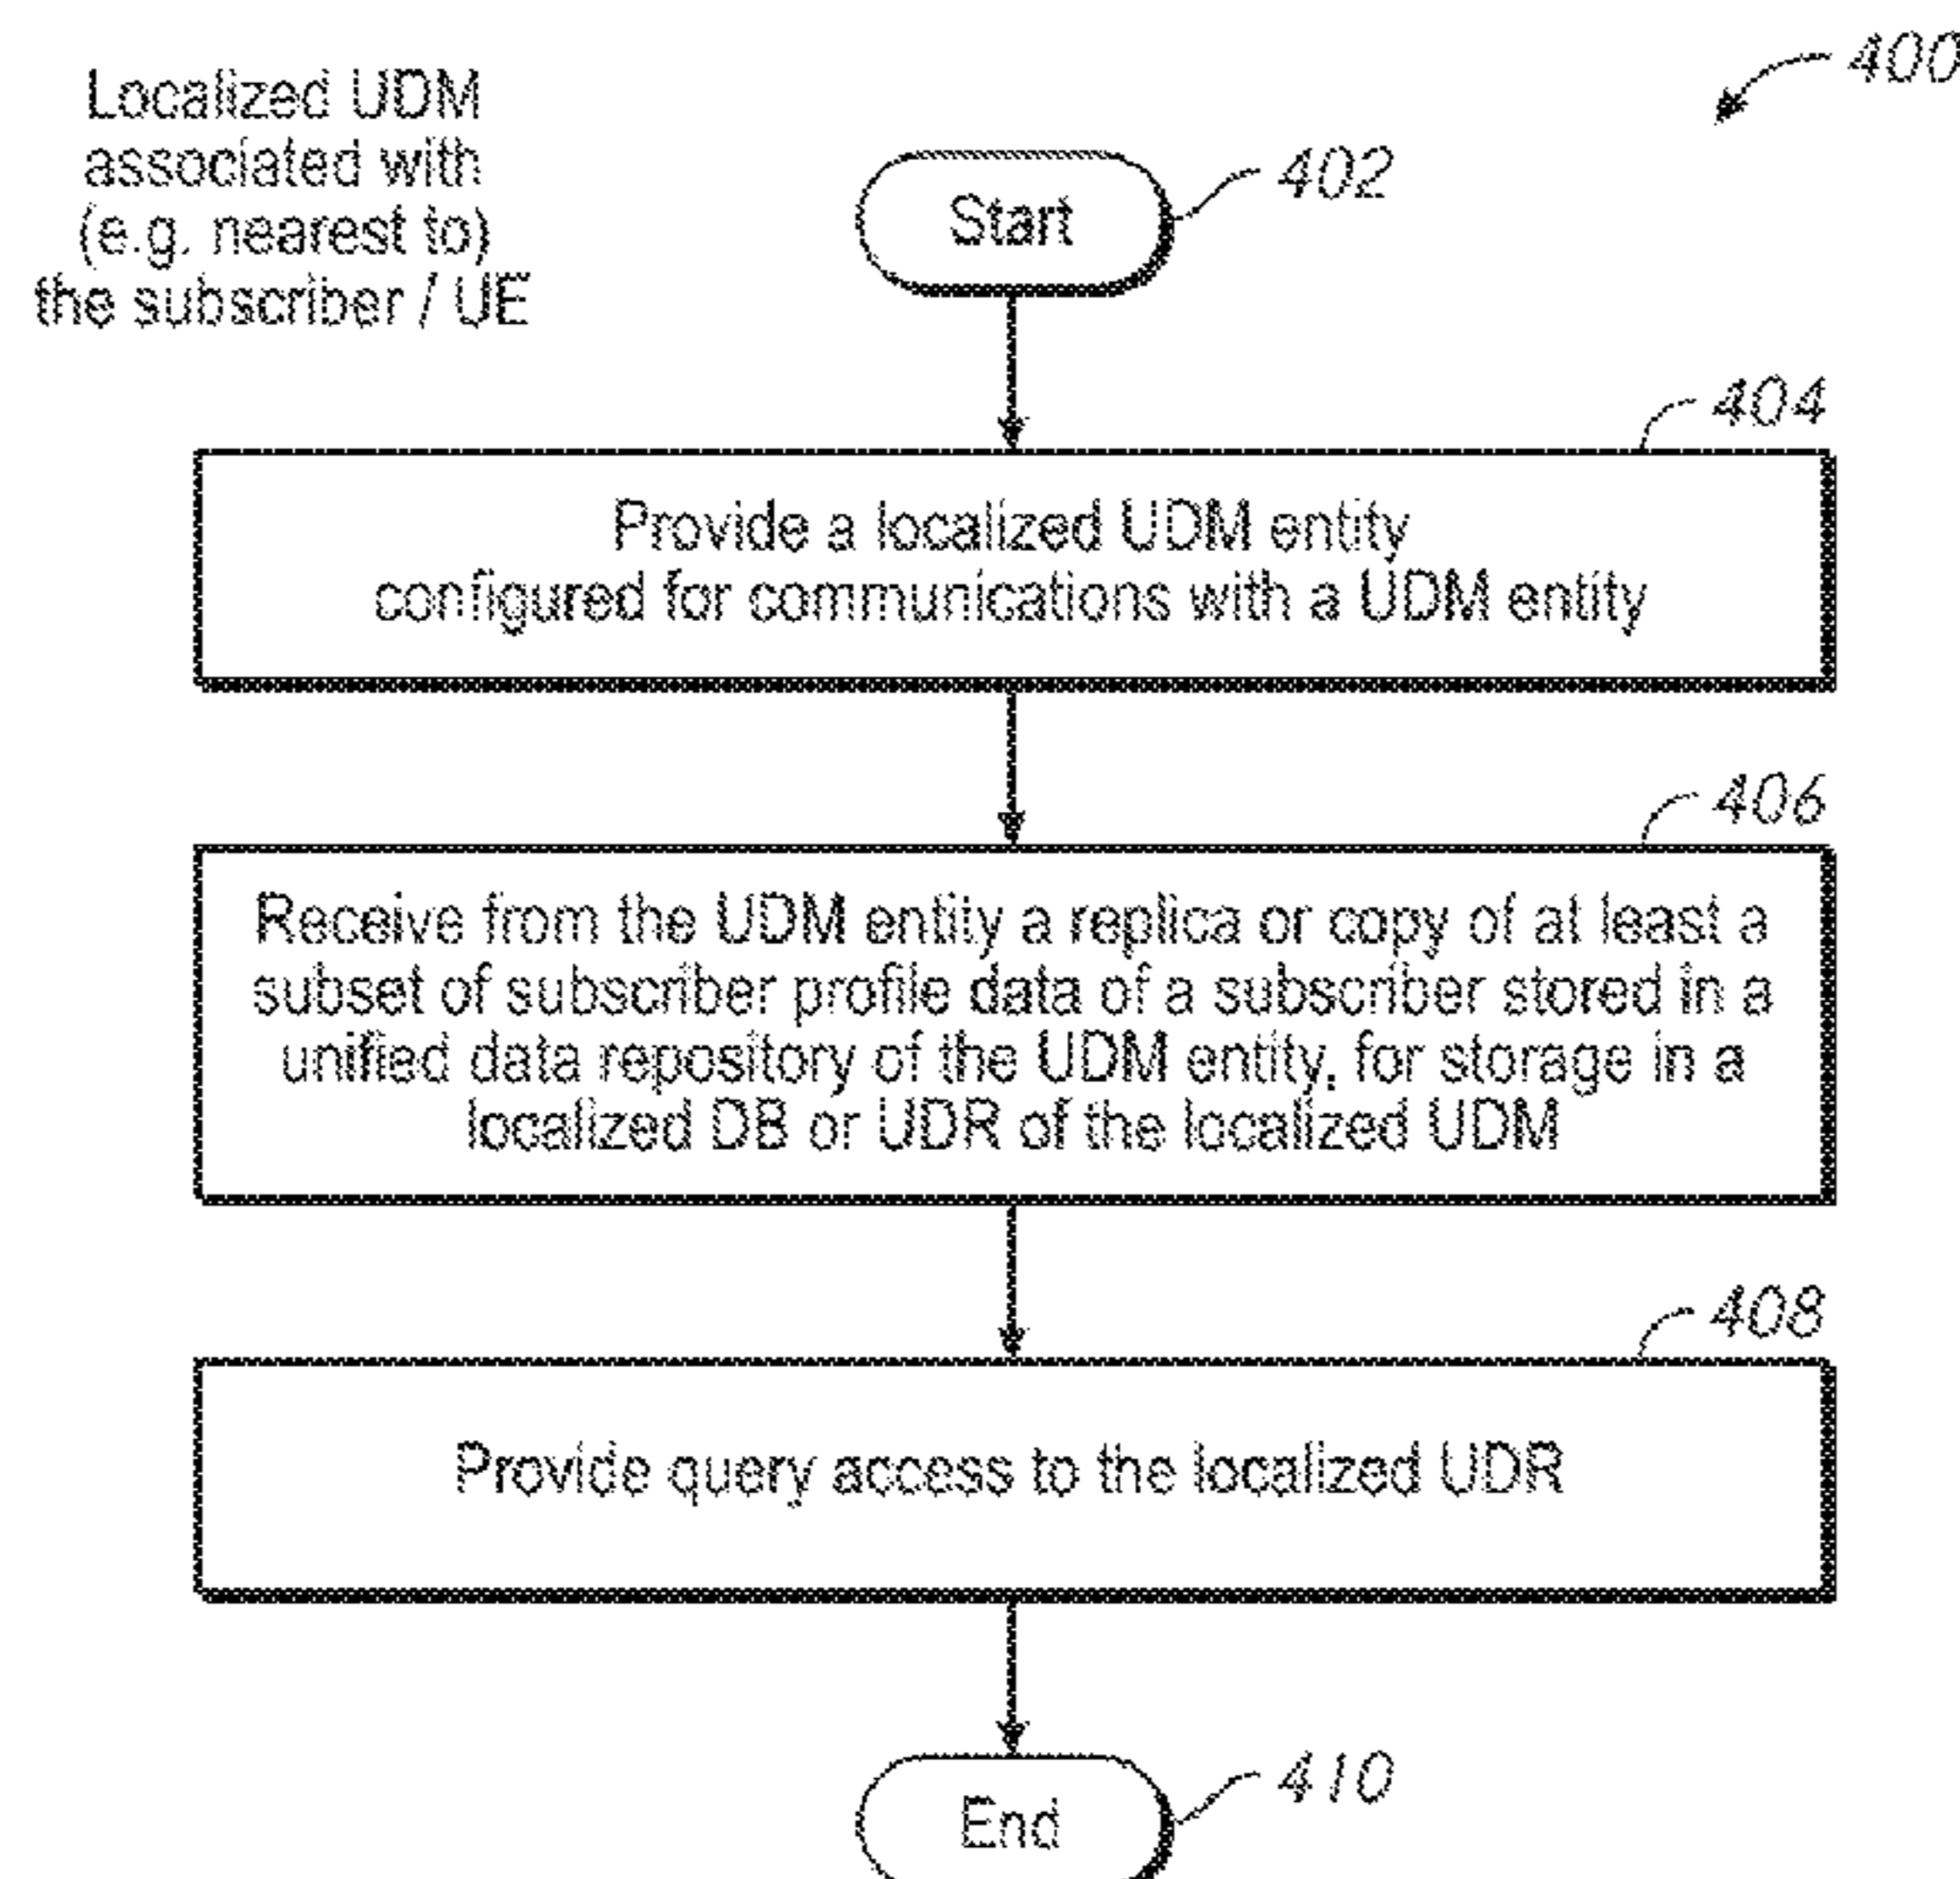 400
Localized UDM
associated with
(e.g. nearest to)
the subscriber / UE
Start
402
404
Provide a localized UDM entity
configured for communications with a UDM entity
406
Receive from the UDM entity a replica or copy of at least a
subset of subscriber profile data of a subscriber stored in a
unified data repository of the UDM entity, for storage in a
localized DB or UDR of the localized UDM
408
Provide query access to the localized UDR
End
410